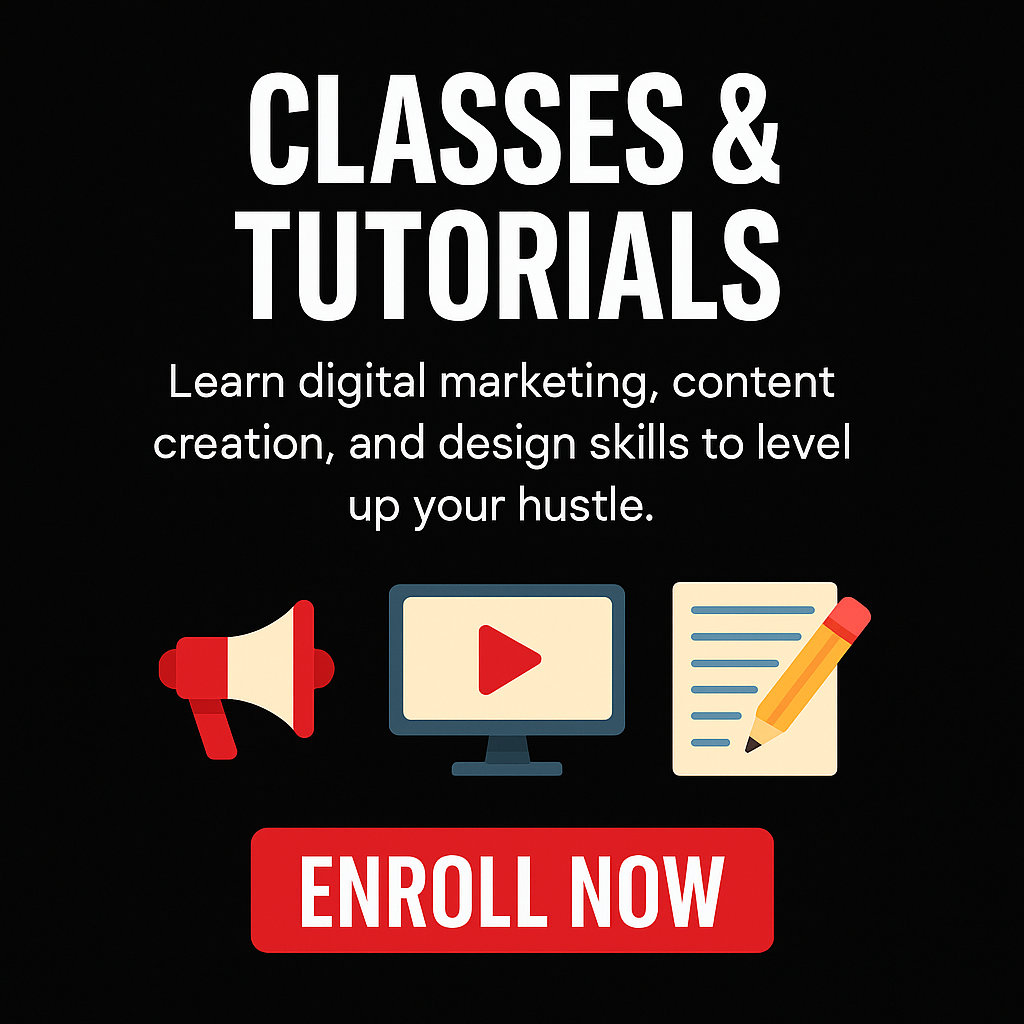 CLASSES &
TUTORIALS
Learn digital marketing, content
creation, and design skills to level
up your hustle.
ENROLL NOW